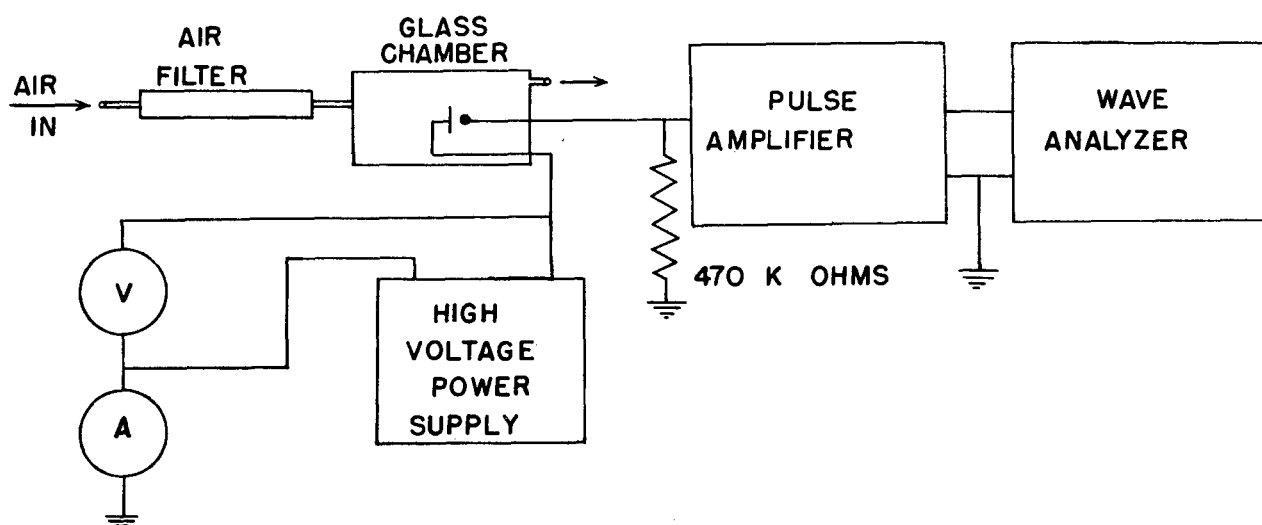 AIR
FILTER
GLASS
CHAMBER
AIR
IN
PULSE
AMPLIFIER
WAVE
ANALYZER
470 K OHMS
V
A
HIGH
VOLTAGE
POWER
SUPPLY